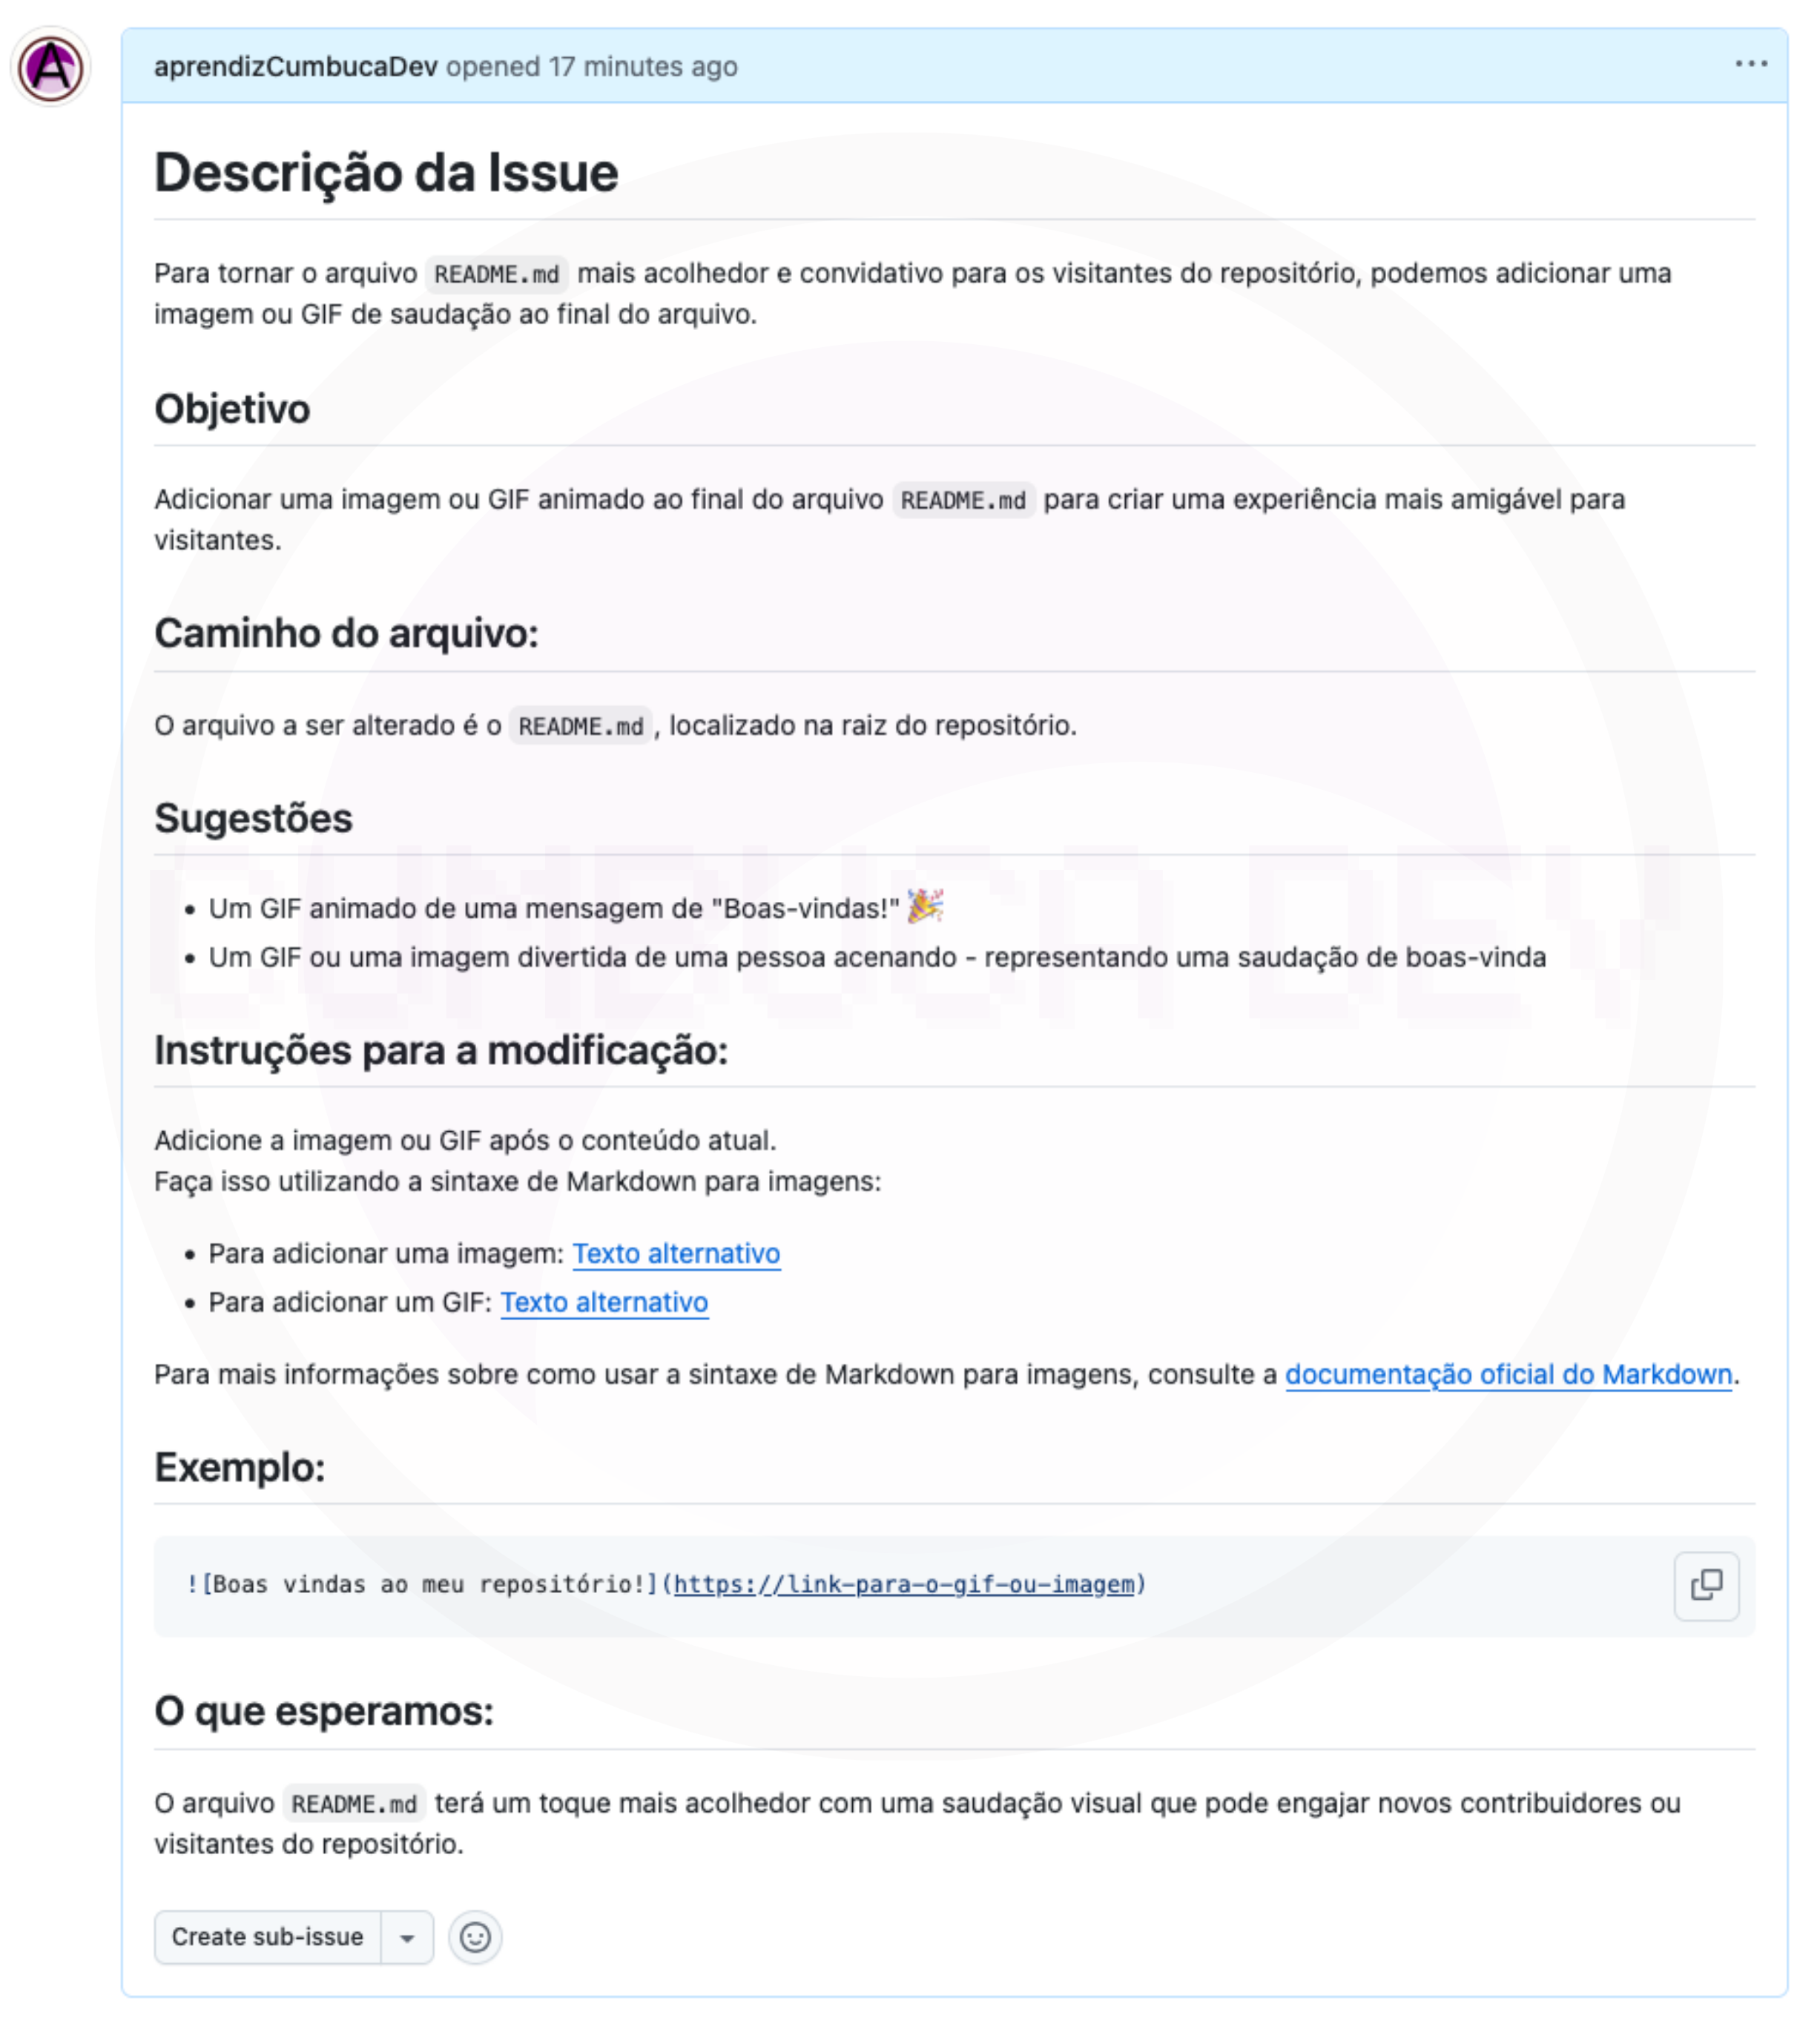 A
aprendizCumbucaDev opened 17 minutes ago
Descrição da Issue
Para tornar o arquivo README.md mais acolhedor e convidativo para os visitantes do repositório, podemos adicionar uma
imagem ou GIF de saudação ao final do arquivo.
Objetivo
Adicionar uma imagem ou GIF animado ao final do arquivo README.md para criar uma experiência mais amigável para
visitantes.
Caminho do arquivo:
O arquivo a ser alterado é o README.md, localizado na raiz do repositório.
Sugestões
• Um GIF animado de uma mensagem de "Boas-vindas!" 🎉
• Um GIF ou uma imagem divertida de uma pessoa acenando - representando uma saudação de boas-vinda
CUMBUCA DEV
Instruções para a modificação:
Adicione a imagem ou GIF após o conteúdo atual.
Faça isso utilizando a sintaxe de Markdown para imagens:
• Para adicionar uma imagem: Texto alternativo
• Para adicionar um GIF: Texto alternativo
Para mais informações sobre como usar a sintaxe de Markdown para imagens, consulte a documentação oficial do Markdown.
Exemplo:
![Boas vindas ao meu repositório!](https://link-para-o-gif-ou-imagem)
O que esperamos:
O arquivo README.md terá um toque mais acolhedor com uma saudação visual que pode engajar novos contribuidores ou
visitantes do repositório.
Create sub-issue